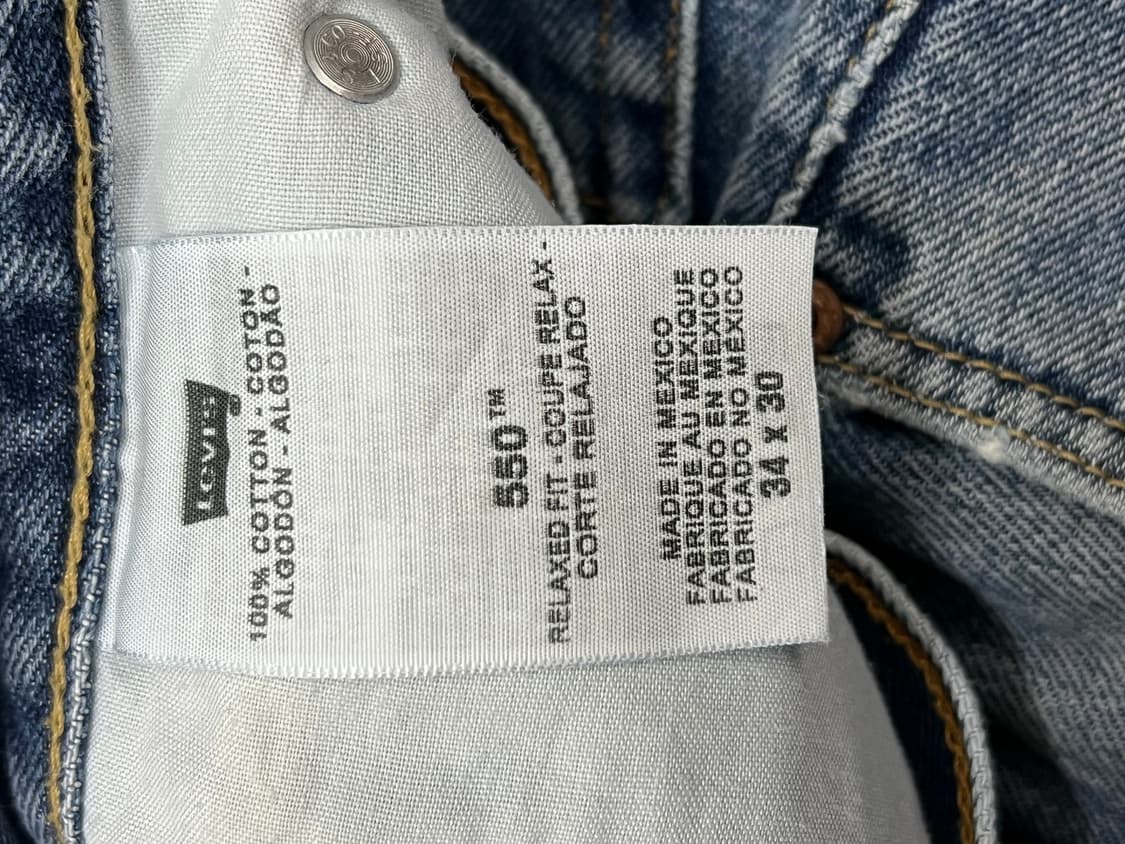 Levi's
100% COTTON - COTON -
ALGODÓN - ALGODÃO
550™
RELAXED FIT - COUPE RELAX -
CORTE RELAJADO
MADE IN MEXICO
FABRIQUE AU MEXIQUE
FABRICADO EN MEXICO
FABRICADO NO MÉXICO
34 x 30